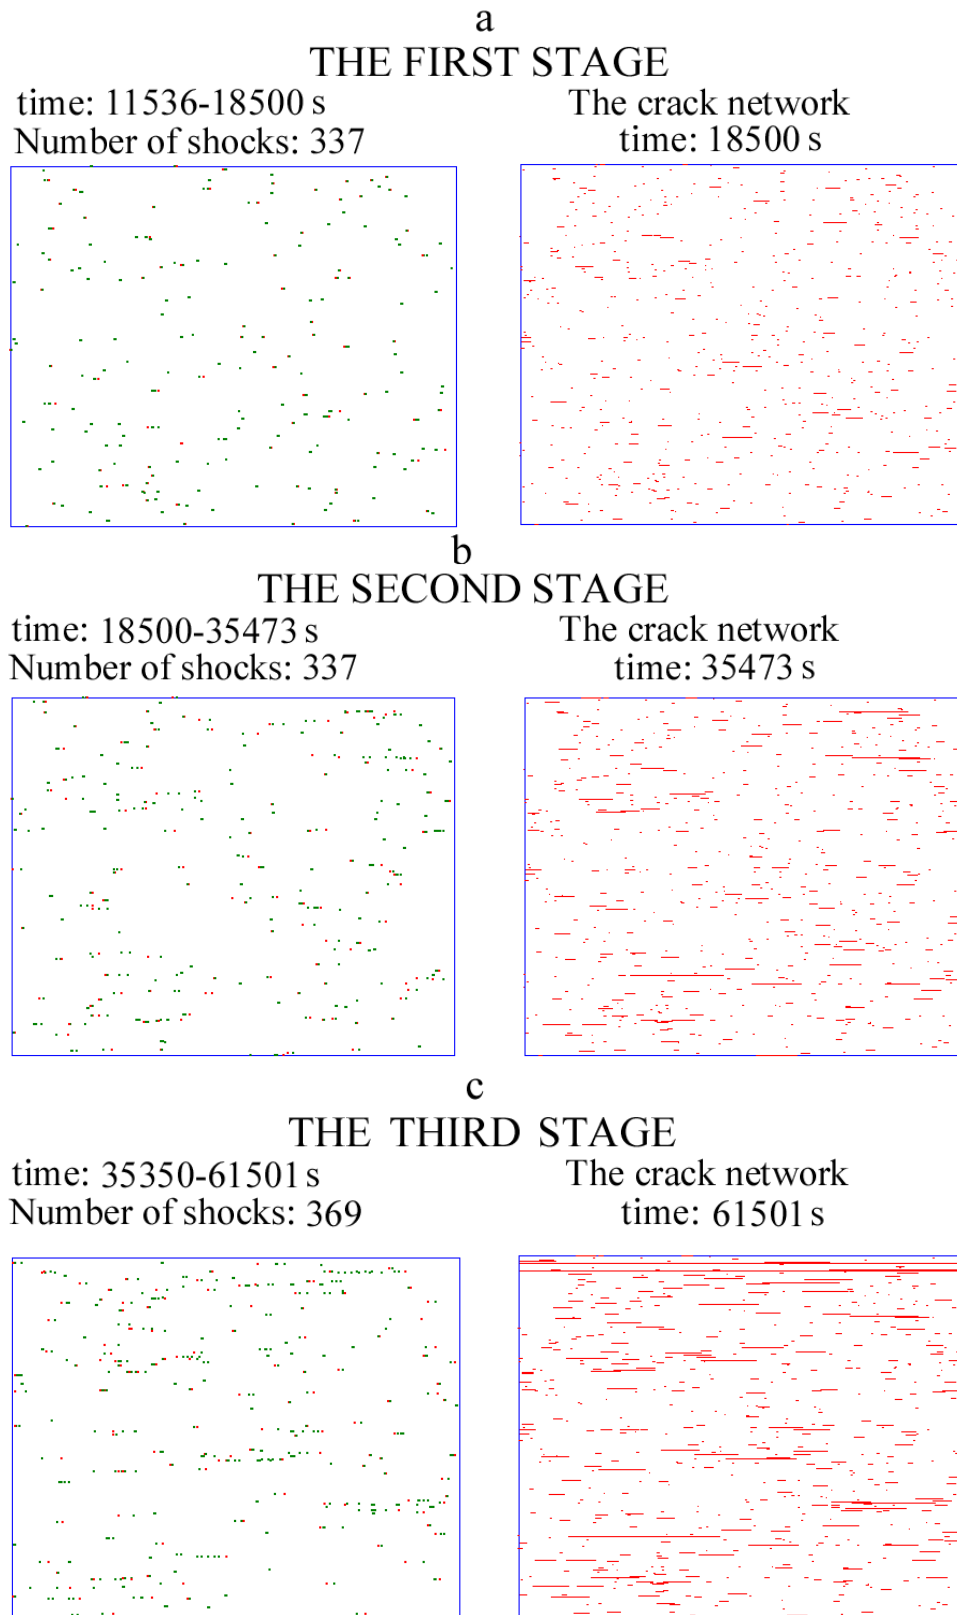 a
THE FIRST STAGE
time: 11536-18500 s
Number of shocks: 337
The crack network
time: 18500 s
b
THE SECOND STAGE
time: 18500-35473 s
Number of shocks: 337
The crack network
time: 35473 s
c
THE THIRD STAGE
time: 35350-61501 s
Number of shocks: 369
The crack network
time: 61501 s